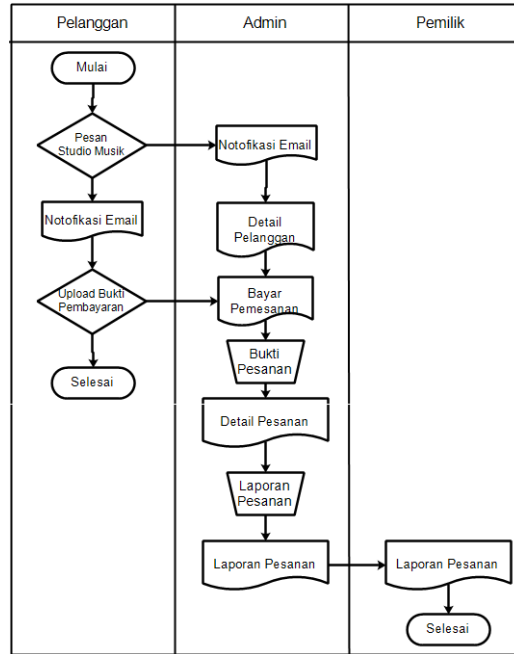 Pelanggan
Admin
Pemilik
Mulai
Pesan
Studio Musik
Notofikasi Email
Notofikasi Email
Detail
Pelanggan
Upload Bukti
Pembayaran
Bayar
Pemesanan
Selesai
Bukti
Pesanan
Detail Pesanan
Laporan
Pesanan
Laporan Pesanan
Laporan Pesanan
Selesai